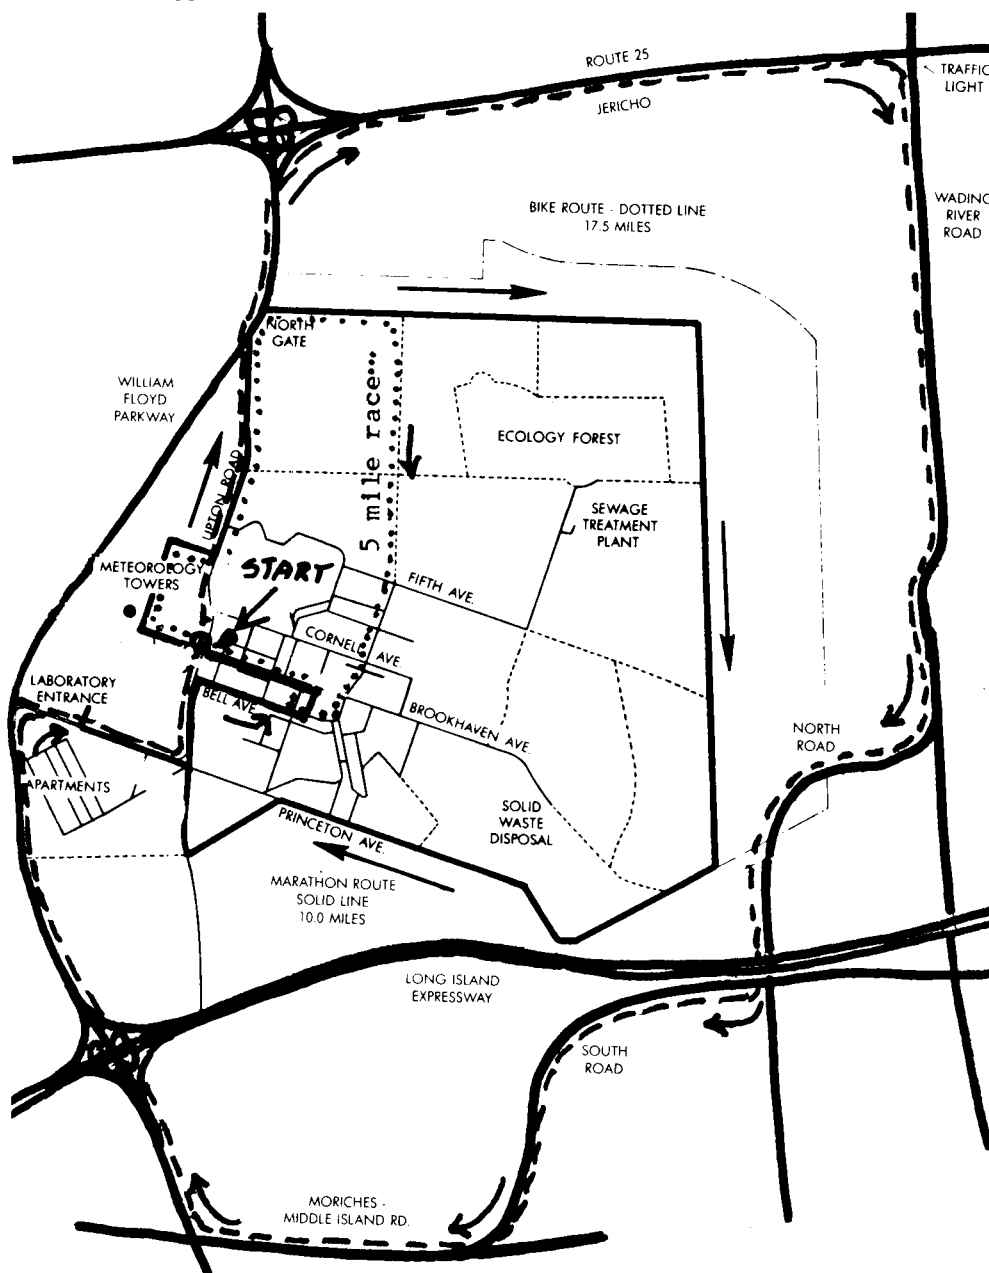 ROUTE 25
JERICHO
TRAFFIC
LIGHT
WADING
RIVER
ROAD
BIKE ROUTE - DOTTED LINE
17.5 MILES
NORTH
GATE
WILLIAM
FLOYD
PARKWAY
5 mile race...
ECOLOGY FOREST
UPTON ROAD
SEWAGE
TREATMENT
PLANT
METEOROLOGY
TOWERS
START
FIFTH AVE.
CORNELL AVE.
LABORATORY
ENTRANCE
BELL AVE.
BROOKHAVEN AVE.
NORTH
ROAD
APARTMENTS
PRINCETON AVE.
SOLID
WASTE
DISPOSAL
MARATHON ROUTE
SOLID LINE
10.0 MILES
LONG ISLAND
EXPRESSWAY
SOUTH
ROAD
MORICHES -
MIDDLE ISLAND RD.